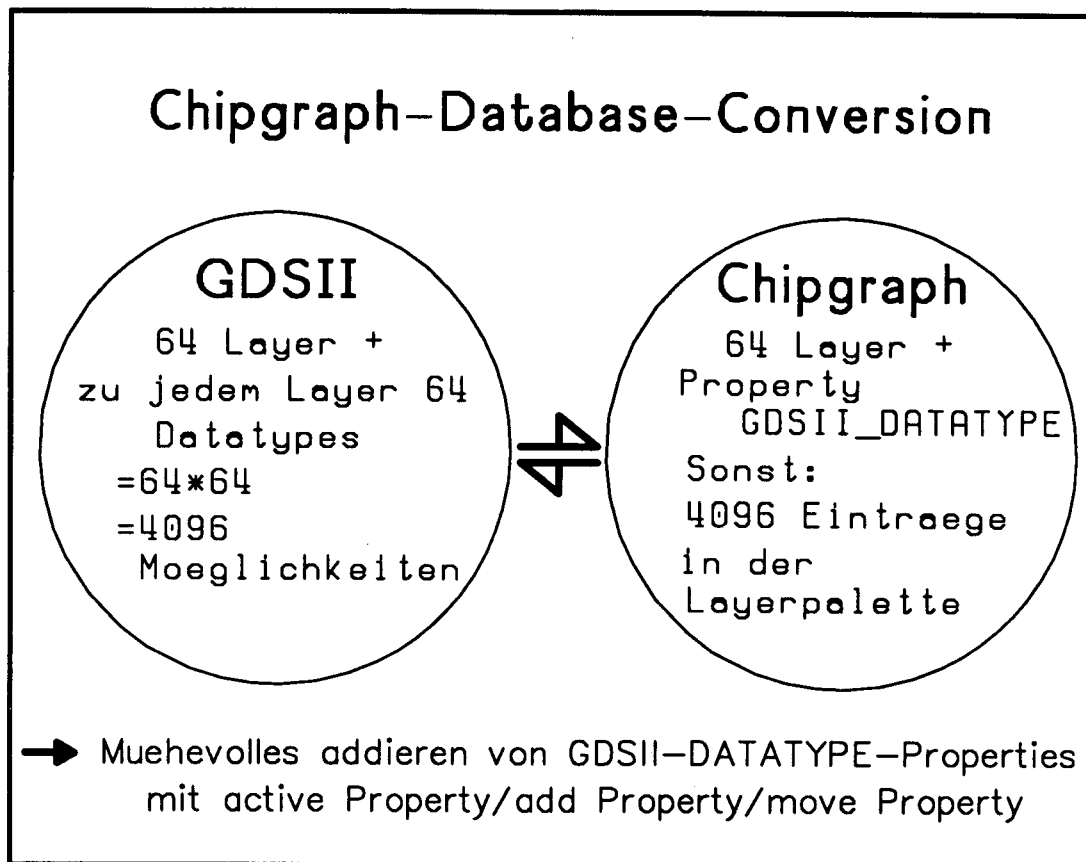 Chipgraph-Database-Conversion
GDSII
64 Layer +
zu jedem Layer 64
Datatypes
=64*64
=4096
Moeglichkeiten
Chipgraph
64 Layer +
Property
GDSII_DATATYPE
Sonst:
4096 Eintraege
in der
Layerpalette
Muehevolles addieren von GDSII-DATATYPE-Properties
mit active Property/add Property/move Property